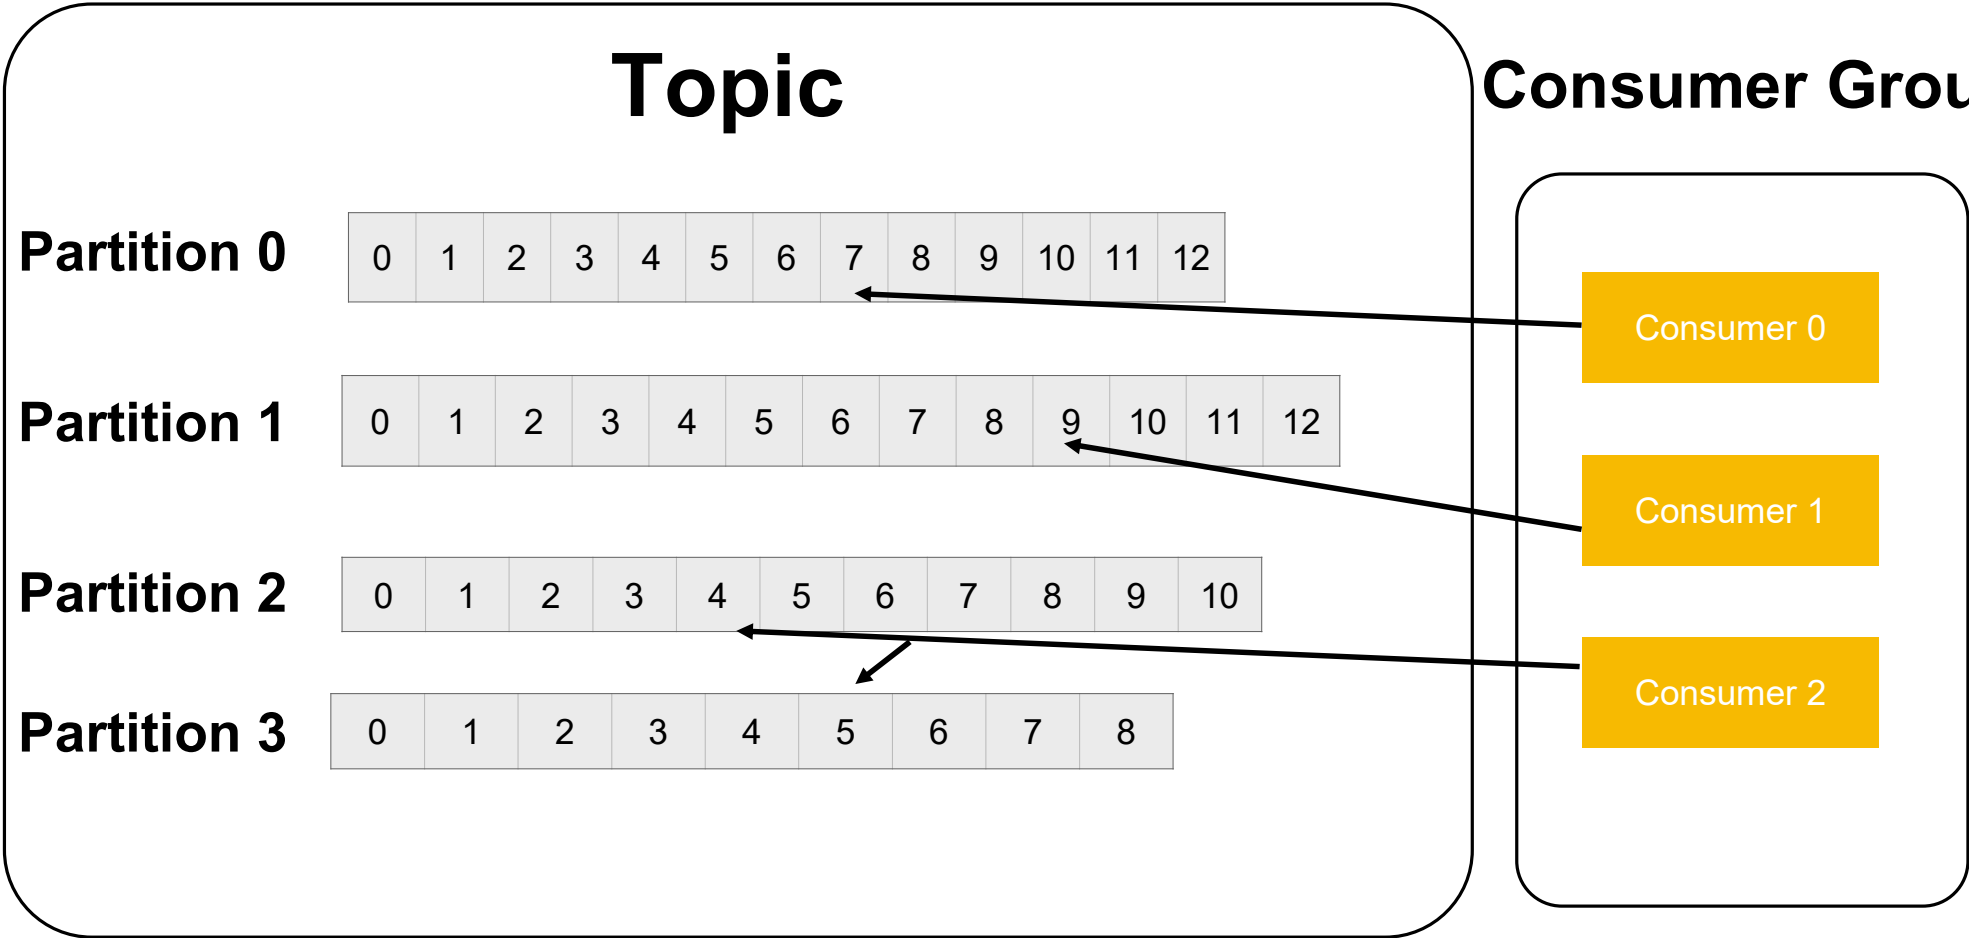 Topic
Consumer Grou
Partition 0
0 1 2 3 4 5 6 7 8 9 10 11 12
Consumer 0
Partition 1
0 1 2 3 4 5 6 7 8 9 10 11 12
Consumer 1
Partition 2
0 1 2 3 4 5 6 7 8 9 10
Consumer 2
Partition 3
0 1 2 3 4 5 6 7 8